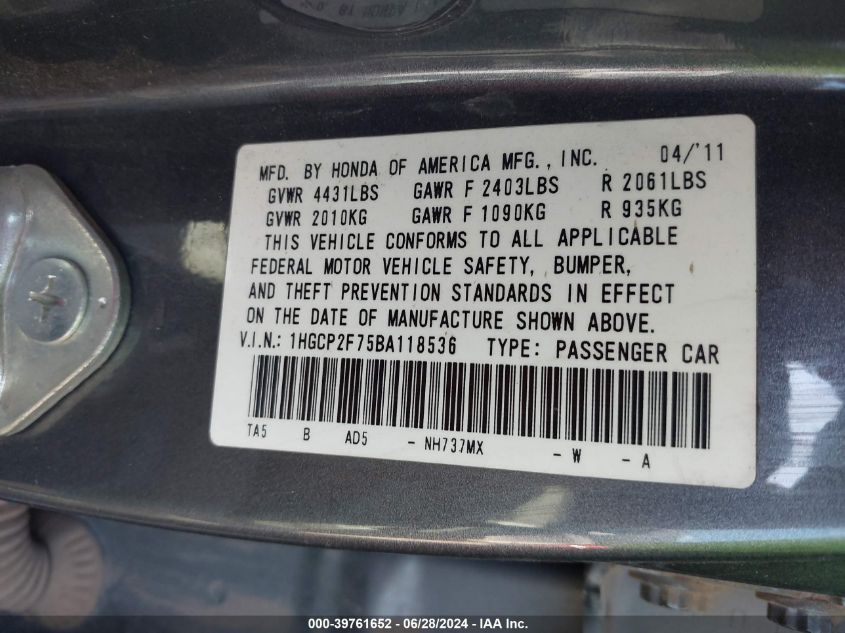 MFD. BY HONDA OF AMERICA MFG., INC. 04/'11
GVWR 4431LBS GAWR F 2403LBS R 2061LBS
GVWR 2010KG GAWR F 1090KG R 935KG
THIS VEHICLE CONFORMS TO ALL APPLICABLE
FEDERAL MOTOR VEHICLE SAFETY, BUMPER,
AND THEFT PREVENTION STANDARDS IN EFFECT
ON THE DATE OF MANUFACTURE SHOWN ABOVE.
V.I.N.: 1HGCP2F75BA118536 TYPE: PASSENGER CAR
TA5 B AD5 - NH737MX - W - A
000-39761652 / 06/28/2024 - IAA Inc.